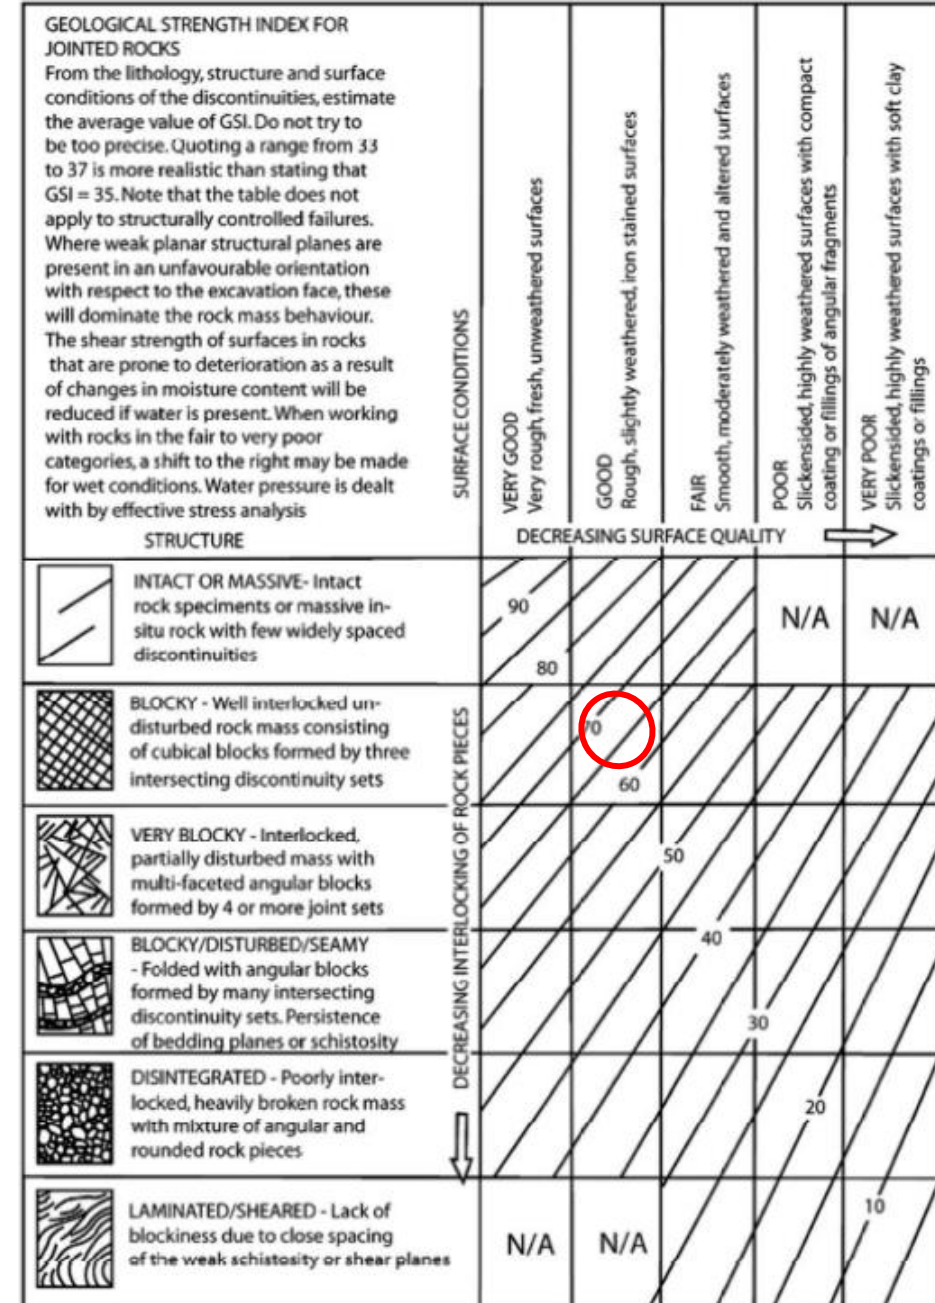 GEOLOGICAL STRENGTH INDEX FOR
JOINTED ROCKS
From the lithology, structure and surface
conditions of the discontinuities, estimate
the average value of GSI. Do not try to
be too precise. Quoting a range from 33
to 37 is more realistic than stating that
GSI = 35. Note that the table does not
apply to structurally controlled failures.
Where weak planar structural planes are
present in an unfavourable orientation
with respect to the excavation face, these
will dominate the rock mass behaviour.
The shear strength of surfaces in rocks
that are prone to deterioration as a result
of changes in moisture content will be
reduced if water is present. When working
with rocks in the fair to very poor
categories, a shift to the right may be made
for wet conditions. Water pressure is dealt
with by effective stress analysis
STRUCTURE
SURFACE CONDITIONS
VERY GOOD
Very rough, fresh, unweathered surfaces
GOOD
Rough, slightly weathered, iron stained surfaces
FAIR
Smooth, moderately weathered and altered surfaces
POOR
Slickensided, highly weathered surfaces with compact
coating or fillings of angular fragments
VERY POOR
Slickensided, highly weathered surfaces with soft clay
coatings or fillings
DECREASING SURFACE QUALITY
DECREASING INTERLOCKING OF ROCK PIECES
INTACT OR MASSIVE- Intact
rock speciments or massive in-
situ rock with few widely spaced
discontinuities
90
80
N/A
N/A
BLOCKY - Well interlocked un-
disturbed rock mass consisting
of cubical blocks formed by three
intersecting discontinuity sets
70
60
VERY BLOCKY - Interlocked,
partially disturbed mass with
multi-faceted angular blocks
formed by 4 or more joint sets
50
BLOCKY/DISTURBED/SEAMY
- Folded with angular blocks
formed by many intersecting
discontinuity sets. Persistence
of bedding planes or schistosity
40
30
DISINTEGRATED - Poorly inter-
locked, heavily broken rock mass
with mixture of angular and
rounded rock pieces
20
LAMINATED/SHEARED - Lack of
blockiness due to close spacing
of the weak schistosity or shear planes
N/A
N/A
10